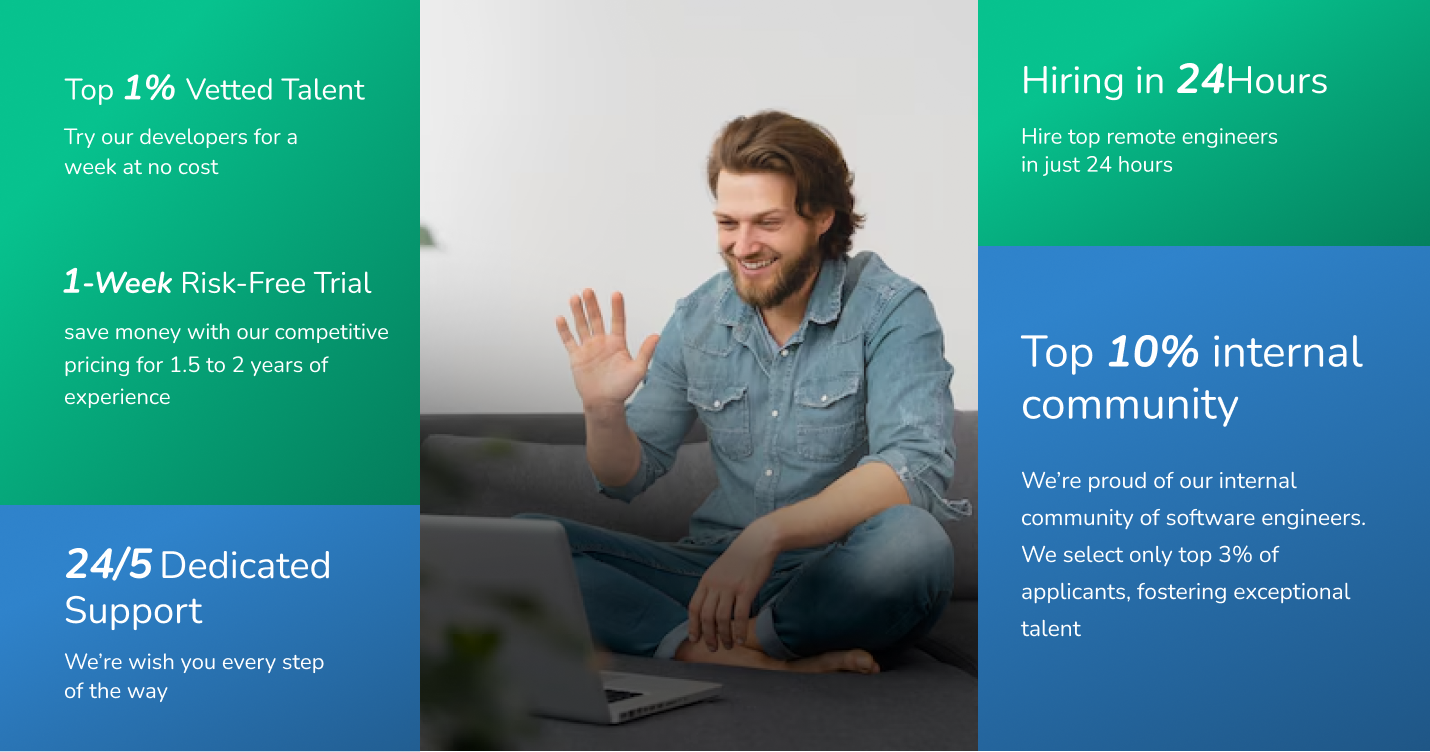 Top 1% Vetted Talent
Try our developers for a
week at no cost
1-Week Risk-Free Trial
save money with our competitive
pricing for 1.5 to 2 years of
experience
24/5 Dedicated
Support
We’re wish you every step
of the way
Hiring in 24Hours
Hire top remote engineers
in just 24 hours
Top 10% internal
community
We’re proud of our internal
community of software engineers.
We select only top 3% of
applicants, fostering exceptional
talent